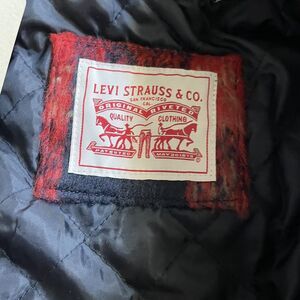 LEVI STRAUSS & CO.
SAN FRANCISCO
CAL.
ORIGINAL RIVETED
QUALITY CLOTHING